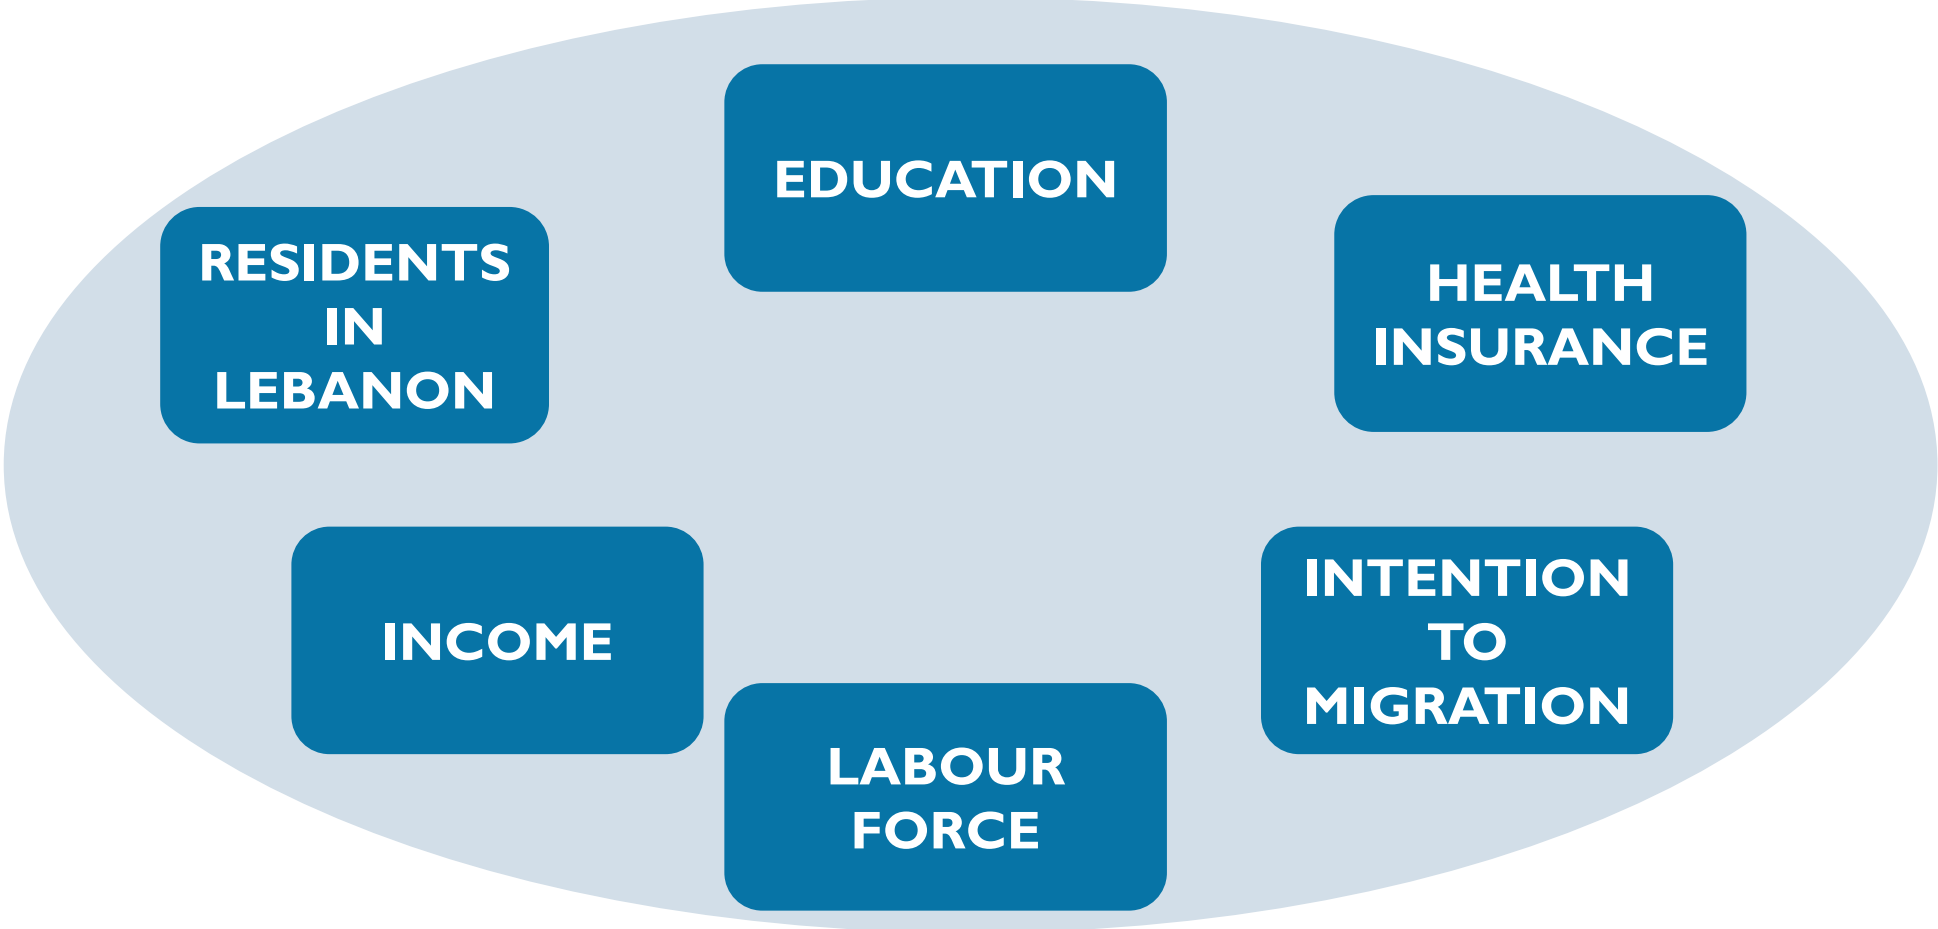 EDUCATION
RESIDENTS
IN
LEBANON
HEALTH
INSURANCE
INCOME
INTENTION
TO
MIGRATION
LABOUR
FORCE